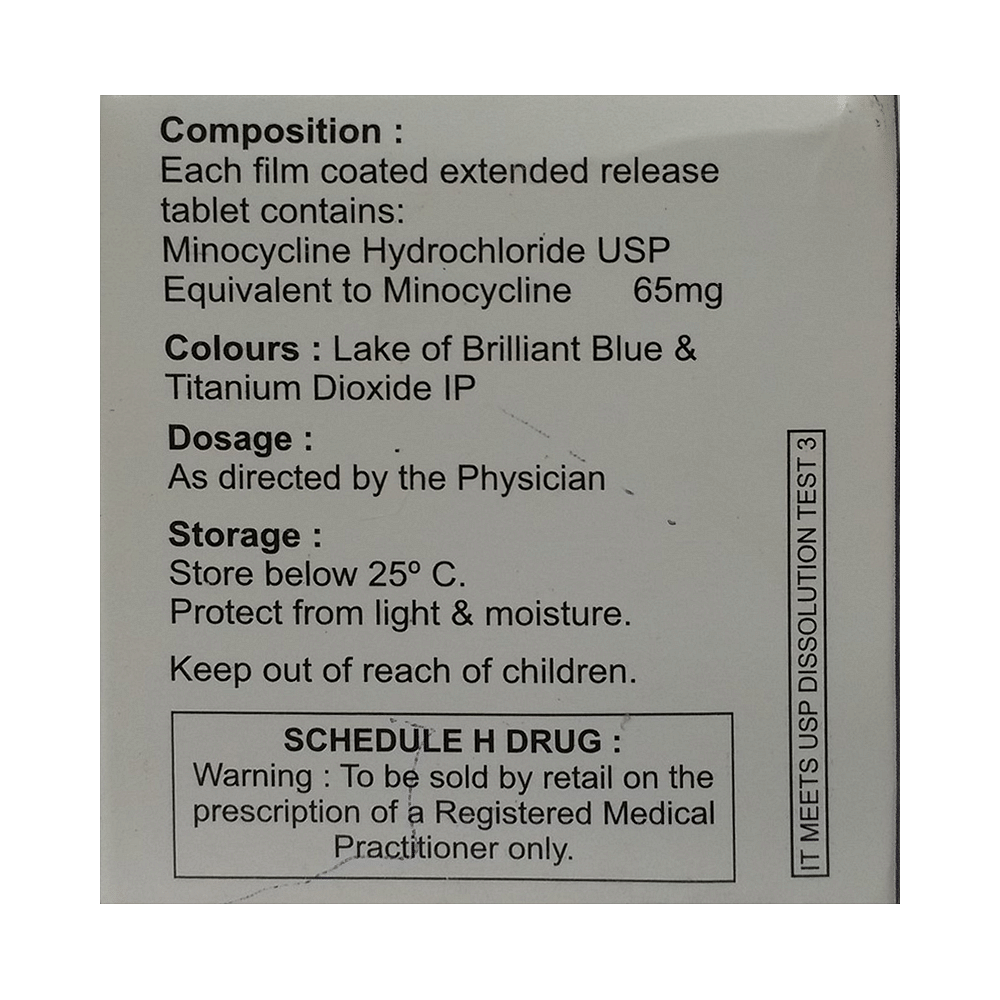 Composition :
Each film coated extended release
tablet contains:
Minocycline Hydrochloride USP
Equivalent to Minocycline 65mg
Colours : Lake of Brilliant Blue &
Titanium Dioxide IP
Dosage :
As directed by the Physician
Storage :
Store below 25º C.
Protect from light & moisture.
Keep out of reach of children.
SCHEDULE H DRUG :
Warning : To be sold by retail on the
prescription of a Registered Medical
Practitioner only.
IT MEETS USP DISSOLUTION TEST 3